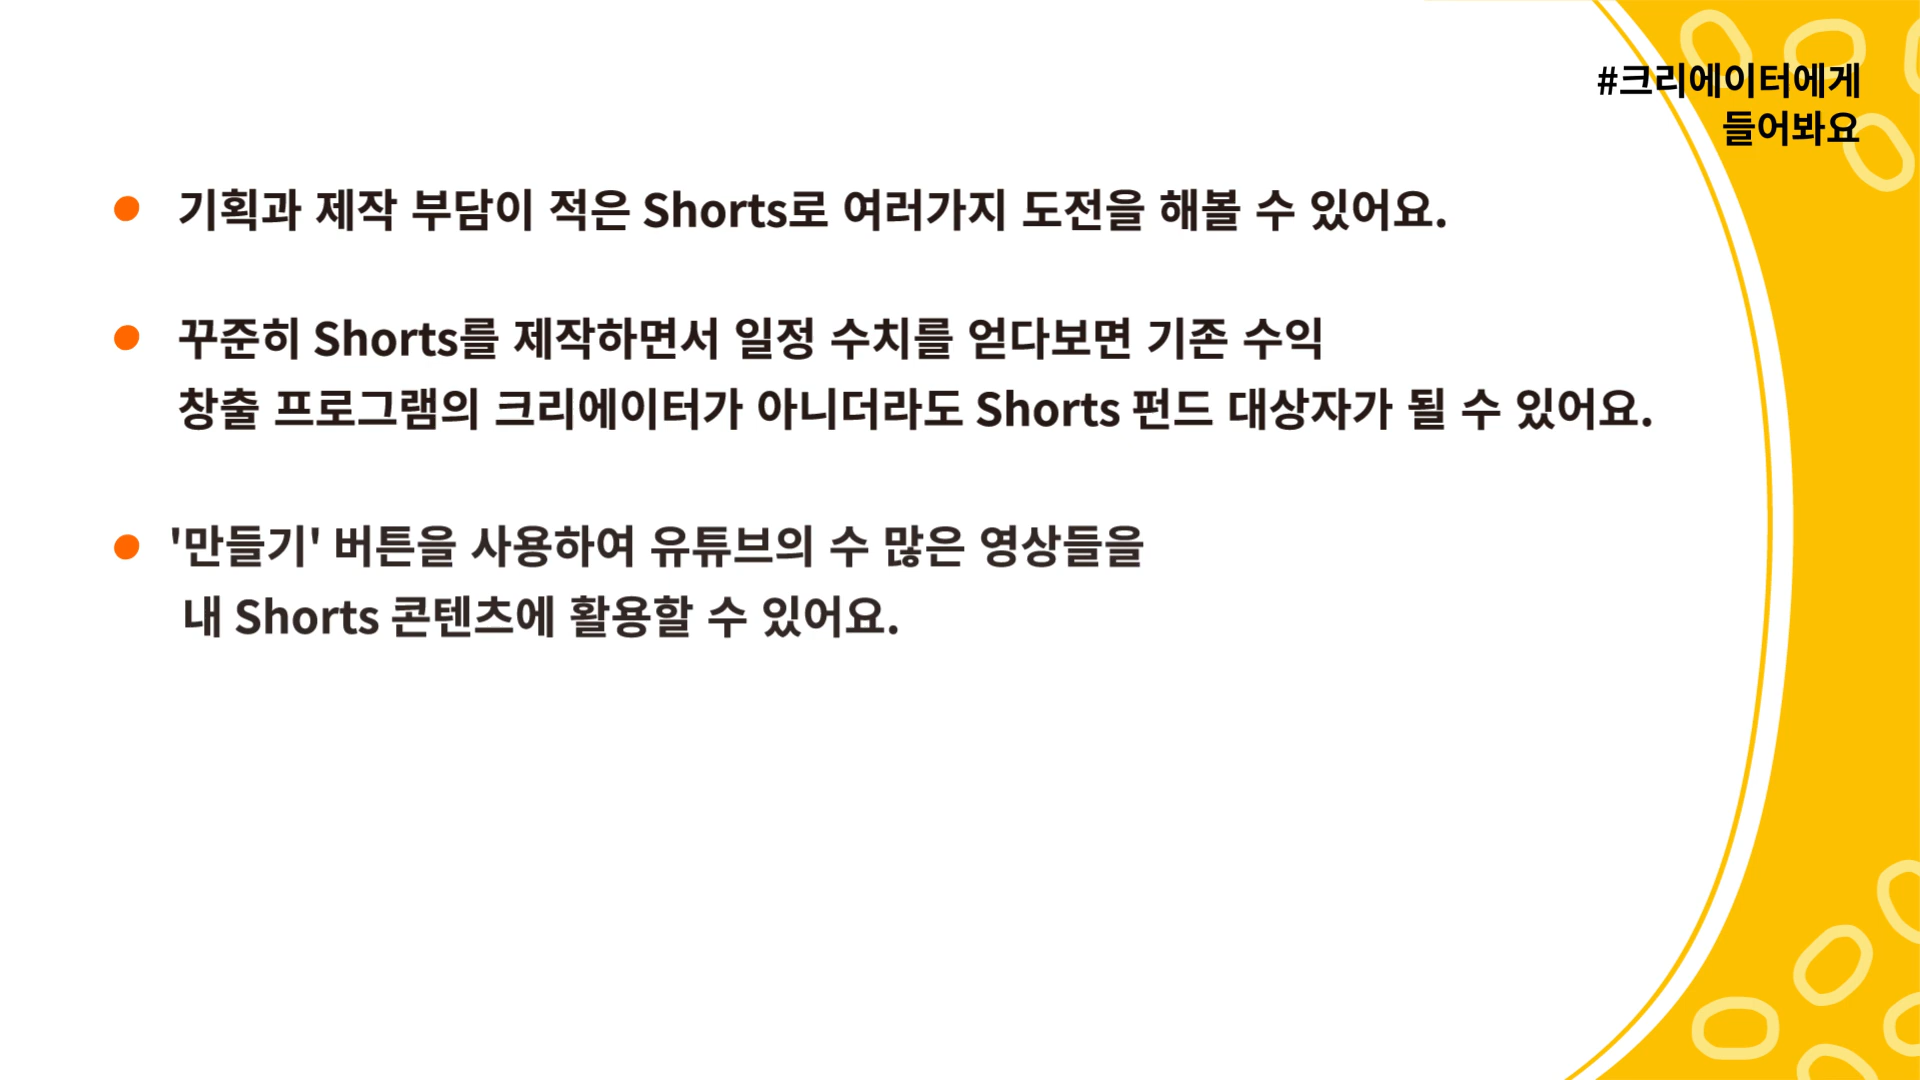 #크리에이터에게
들어봐요
기획과 제작 부담이 적은 Shorts로 여러가지 도전을 해볼 수 있어요.
꾸준히 Shorts를 제작하면서 일정 수치를 얻다보면 기존 수익
창출 프로그램의 크리에이터가 아니더라도 Shorts 펀드 대상자가 될 수 있어요.
'만들기' 버튼을 사용하여 유튜브의 수 많은 영상들을
내 Shorts 콘텐츠에 활용할 수 있어요.